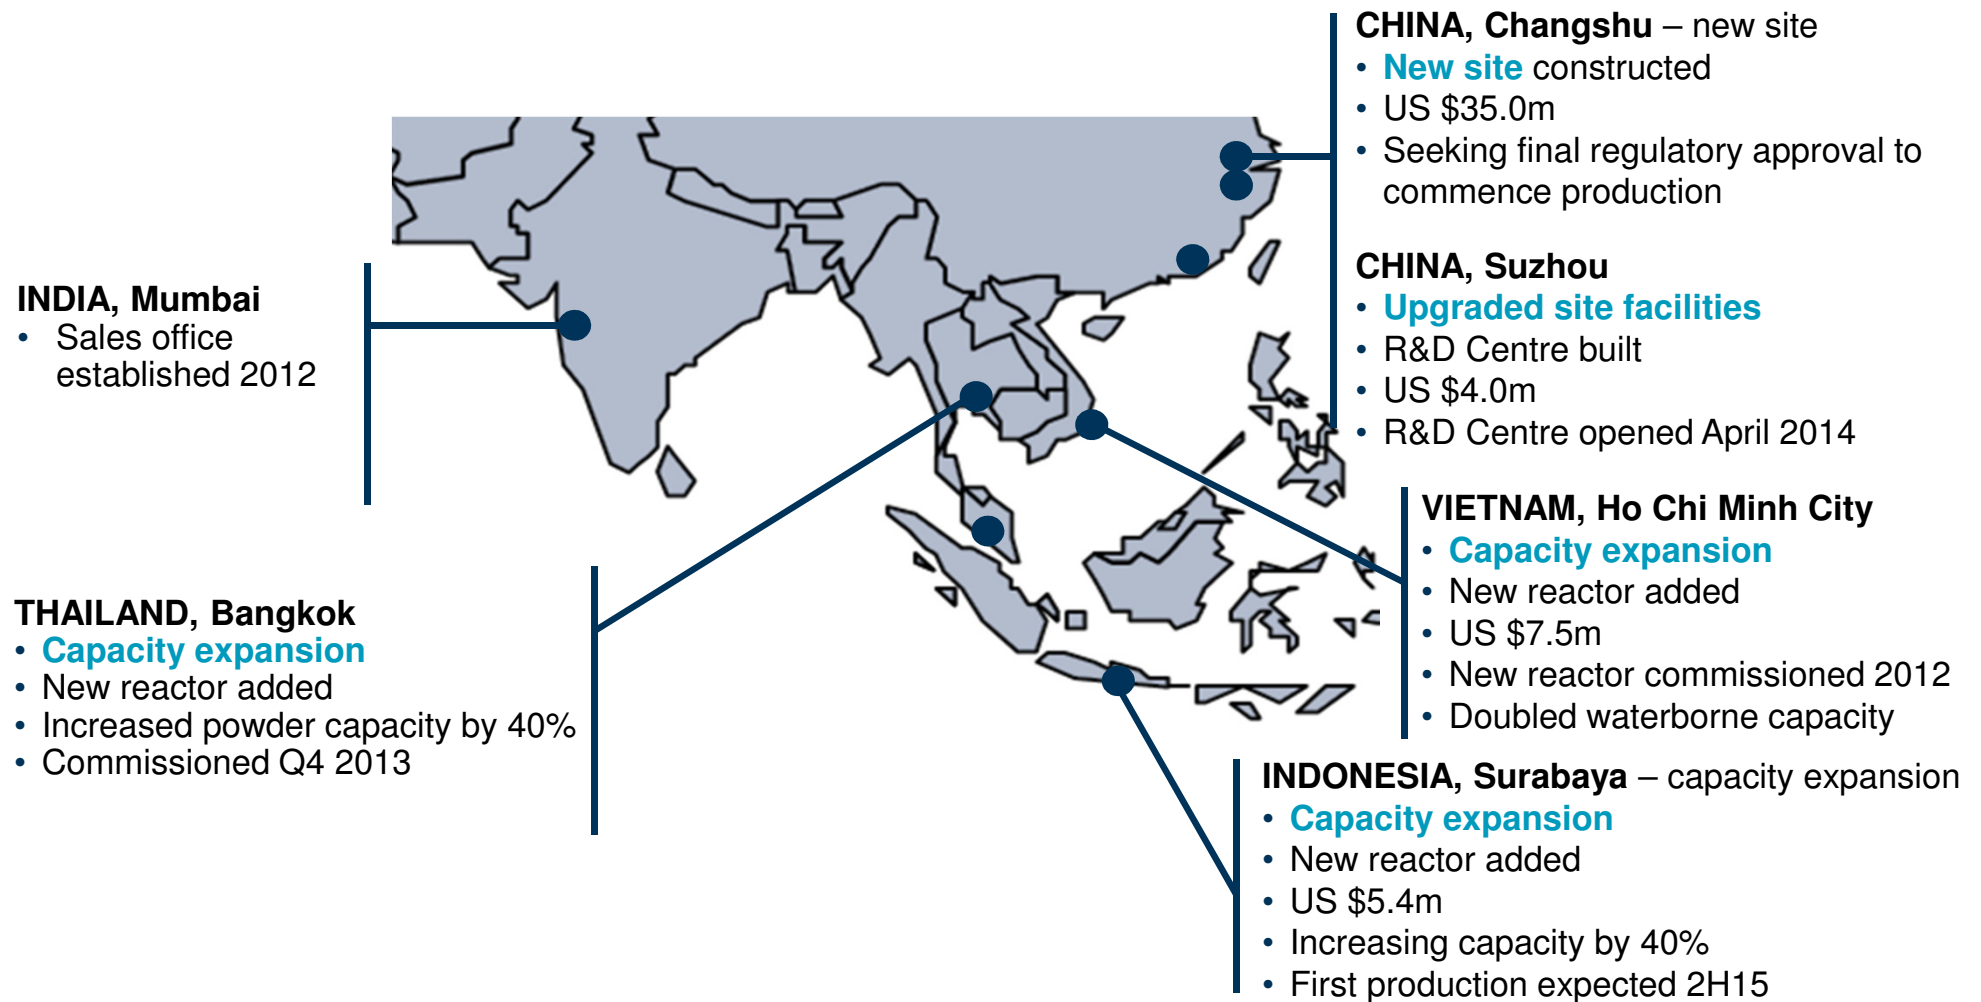 CHINA, Changshu – new site
• New site constructed
• US $35.0m
• Seeking final regulatory approval to
commence production
CHINA, Suzhou
• Upgraded site facilities
• R&D Centre built
• US $4.0m
• R&D Centre opened April 2014
INDIA, Mumbai
• Sales office
established 2012
VIETNAM, Ho Chi Minh City
• Capacity expansion
• New reactor added
• US $7.5m
• New reactor commissioned 2012
• Doubled waterborne capacity
THAILAND, Bangkok
• Capacity expansion
• New reactor added
• Increased powder capacity by 40%
• Commissioned Q4 2013
INDONESIA, Surabaya – capacity expansion
• Capacity expansion
• New reactor added
• US $5.4m
• Increasing capacity by 40%
• First production expected 2H15